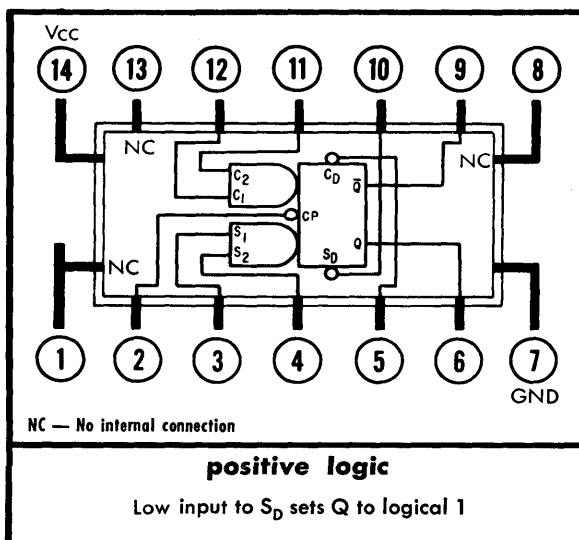 Vcc
14 13 12 11 10 9 8
NC
NC
C2
C1
CD
Q̅
CP
S1
S2
Q
SD
NC
1 2 3 4 5 6 7
GND
NC — No internal connection
positive logic
Low input to SD sets Q to logical 1